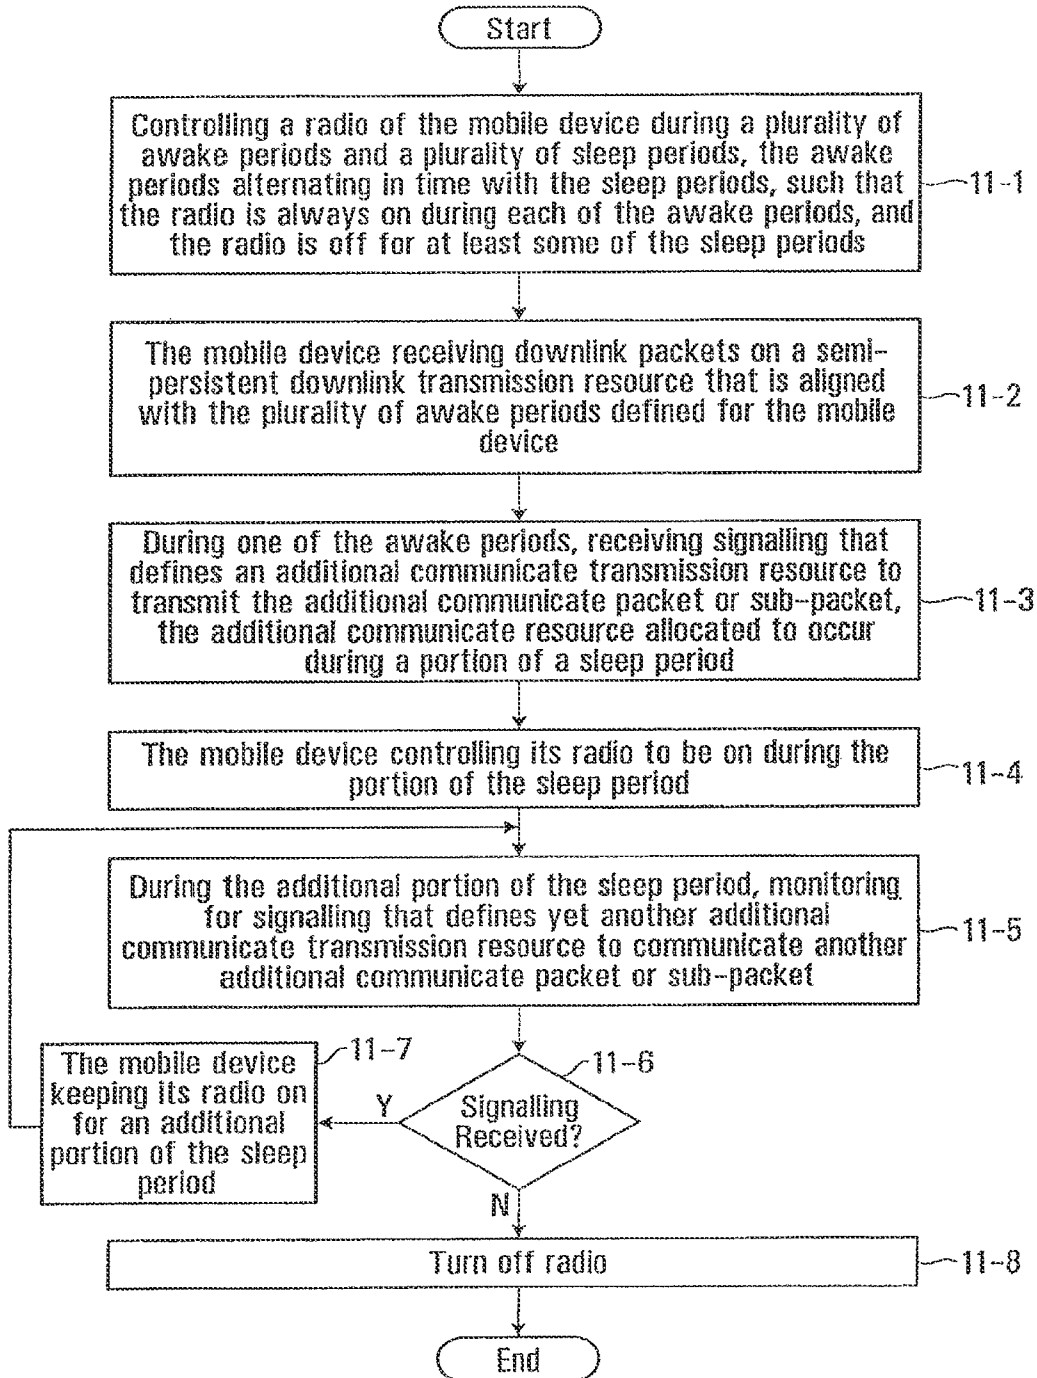 Start
Controlling a radio of the mobile device during a plurality of
awake periods and a plurality of sleep periods, the awake
periods alternating in time with the sleep periods, such that
the radio is always on during each of the awake periods, and
the radio is off for at least some of the sleep periods
11-1
The mobile device receiving downlink packets on a semi-
persistent downlink transmission resource that is aligned
with the plurality of awake periods defined for the mobile
device
11-2
During one of the awake periods, receiving signalling that
defines an additional communicate transmission resource to
transmit the additional communicate packet or sub-packet,
the additional communicate resource allocated to occur
during a portion of a sleep period
11-3
The mobile device controlling its radio to be on during the
portion of the sleep period
11-4
During the additional portion of the sleep period, monitoring
for signalling that defines yet another additional
communicate transmission resource to communicate another
additional communicate packet or sub-packet
11-5
The mobile device
keeping its radio on
for an additional
portion of the sleep
period
11-7
Y
Signalling
Received?
11-6
N
Turn off radio
11-8
End